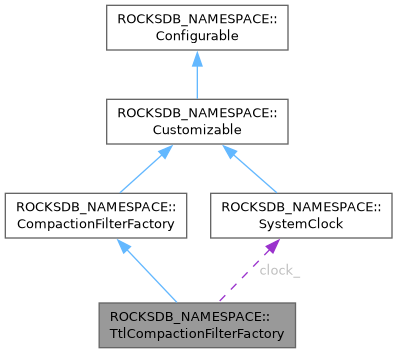 ROCKSDB_NAMESPACE::
Configurable
ROCKSDB_NAMESPACE::
Customizable
ROCKSDB_NAMESPACE::
CompactionFilterFactory
ROCKSDB_NAMESPACE::
SystemClock
clock_
ROCKSDB_NAMESPACE::
TtlCompactionFilterFactory